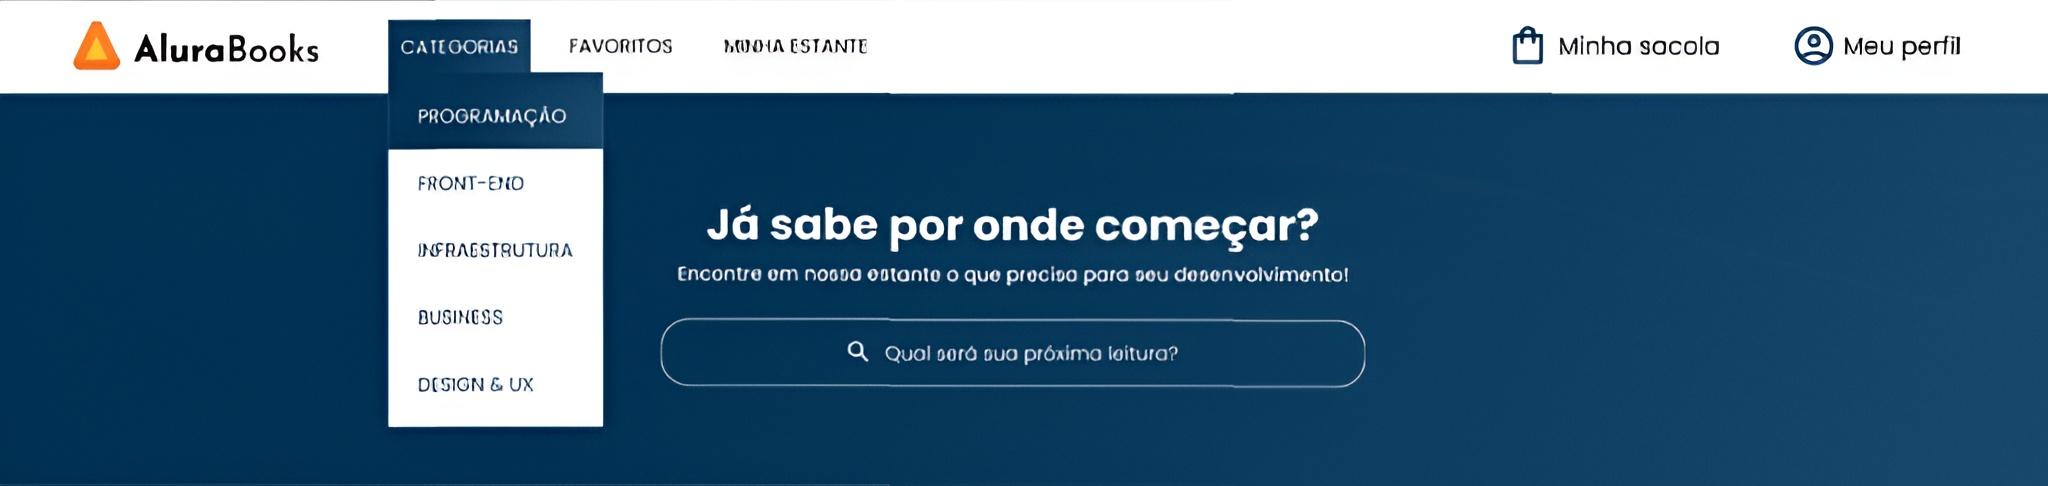 AluraBooks
CATEGORIAS
FAVORITOS
MINHA ESTANTE
Minha sacola
Meu perfil
PROGRAMAÇÃO
FRONT-END
INFRAESTRUTURA
BUSINESS
DESIGN & UX
Já sabe por onde começar?
Encontre em nossa estante o que precisa para seu desenvolvimento!
Qual será sua próxima leitura?